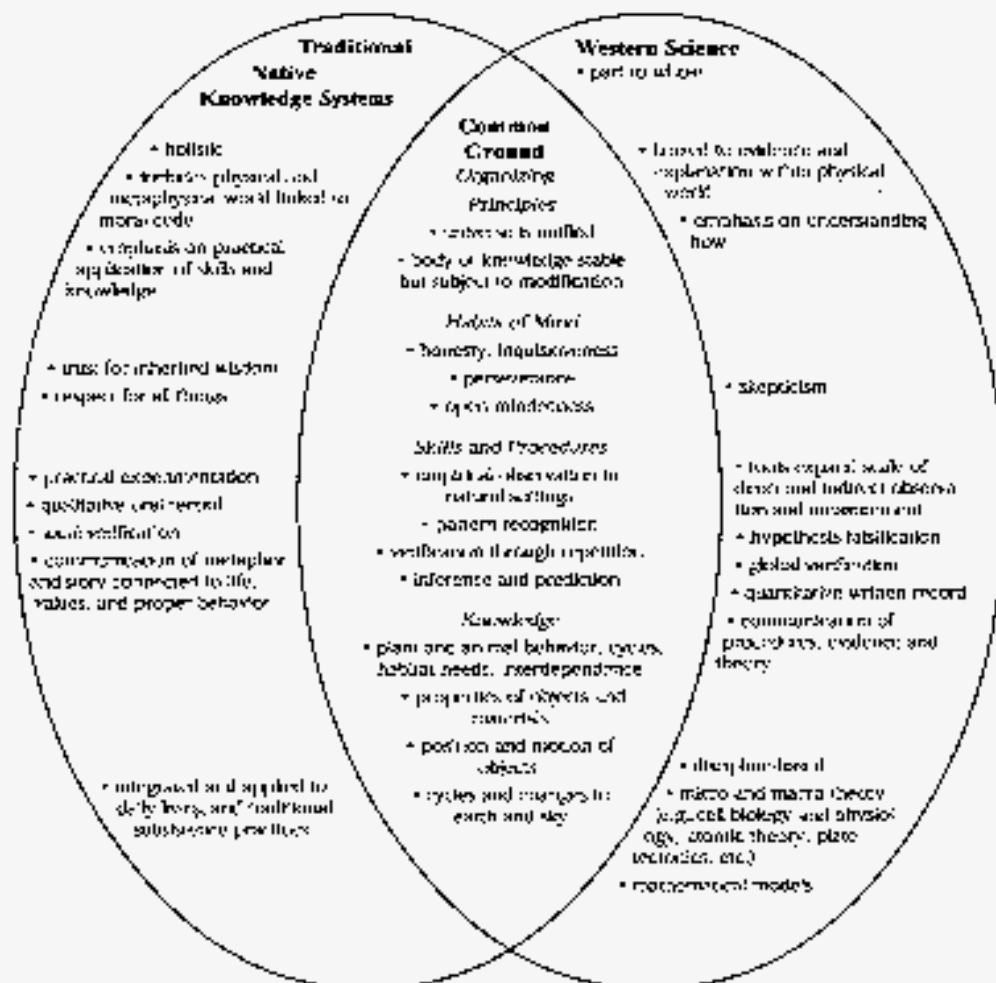 Traditional
Native
Knowledge Systems
• holistic
• includes physical and
metaphysical world linked to
moral code
• emphasis on practical
application of skills and
knowledge
• trust for inherited wisdom
• respect for all things
• practical experimentation
• qualitative oral record
• local verification
• communication of metaphor
and story connected to life,
values, and proper behavior
• integrated and applied to
daily living and traditional
subsistence practices
Common
Ground
Organizing
Principles
• universe is unified
• body of knowledge stable
but subject to modification
Habits of Mind
• honesty, inquisitiveness
• perseverance
• open-mindedness
Skills and Procedures
• empirical observation in
natural settings
• pattern recognition
• verification through repetition
• inference and prediction
Knowledge
• plant and animal behavior, cycles,
habitat needs, interdependence
• properties of objects and
materials
• position and motion of
objects
• cycles and changes in
earth and sky
Western Science
• part to whole
• limited to evidence and
explanation within physical
world
• emphasis on understanding
how
• skepticism
• tools expand scale of
direct and indirect observa
tion and measurement
• hypothesis falsification
• global verification
• quantitative written record
• communication of
procedures, evidence and
theory
• discipline-based
• micro and macro theory
(e.g. cell biology and physiol
ogy, atomic theory, plate
tectonics, etc.)
• mathematical models